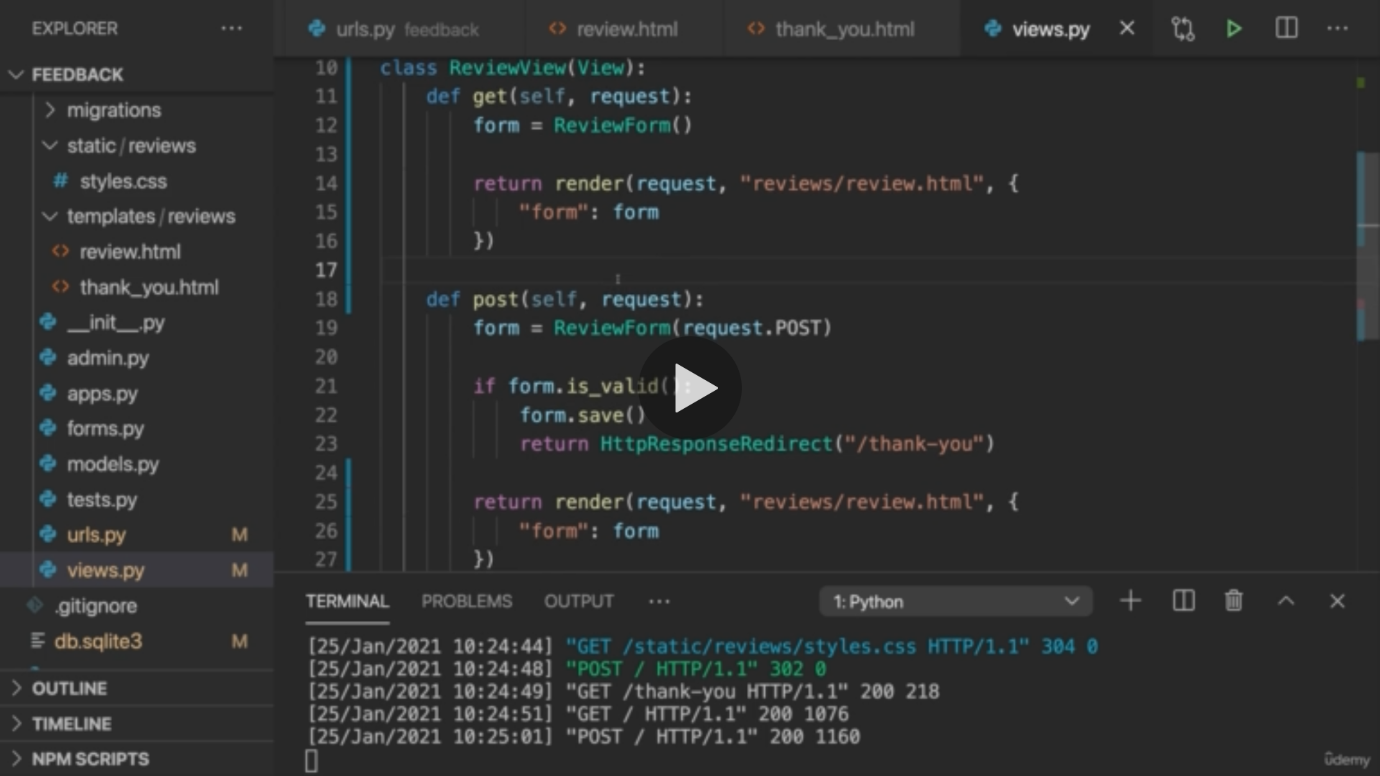 EXPLORER ...
FEEDBACK
migrations
static / reviews
# styles.css
templates / reviews
<> review.html
<> thank_you.html
__init__.py
admin.py
apps.py
forms.py
models.py
tests.py
urls.py M
views.py M
.gitignore
db.sqlite3 M
OUTLINE
TIMELINE
NPM SCRIPTS
urls.py feedback <> review.html <> thank_you.html views.py ...
10 class ReviewView(View):
11 def get(self, request):
12 form = ReviewForm()
13
14 return render(request, "reviews/review.html", {
15 "form": form
16 })
17
18 def post(self, request):
19 form = ReviewForm(request.POST)
20
21 if form.is_valid():
22 form.save()
23 return HttpResponseRedirect("/thank-you")
24
25 return render(request, "reviews/review.html", {
26 "form": form
27 })
TERMINAL PROBLEMS OUTPUT ... 1: Python
[25/Jan/2021 10:24:44] "GET /static/reviews/styles.css HTTP/1.1" 304 0
[25/Jan/2021 10:24:48] "POST / HTTP/1.1" 302 0
[25/Jan/2021 10:24:49] "GET /thank-you HTTP/1.1" 200 218
[25/Jan/2021 10:24:51] "GET / HTTP/1.1" 200 1076
[25/Jan/2021 10:25:01] "POST / HTTP/1.1" 200 1160
ûdemy